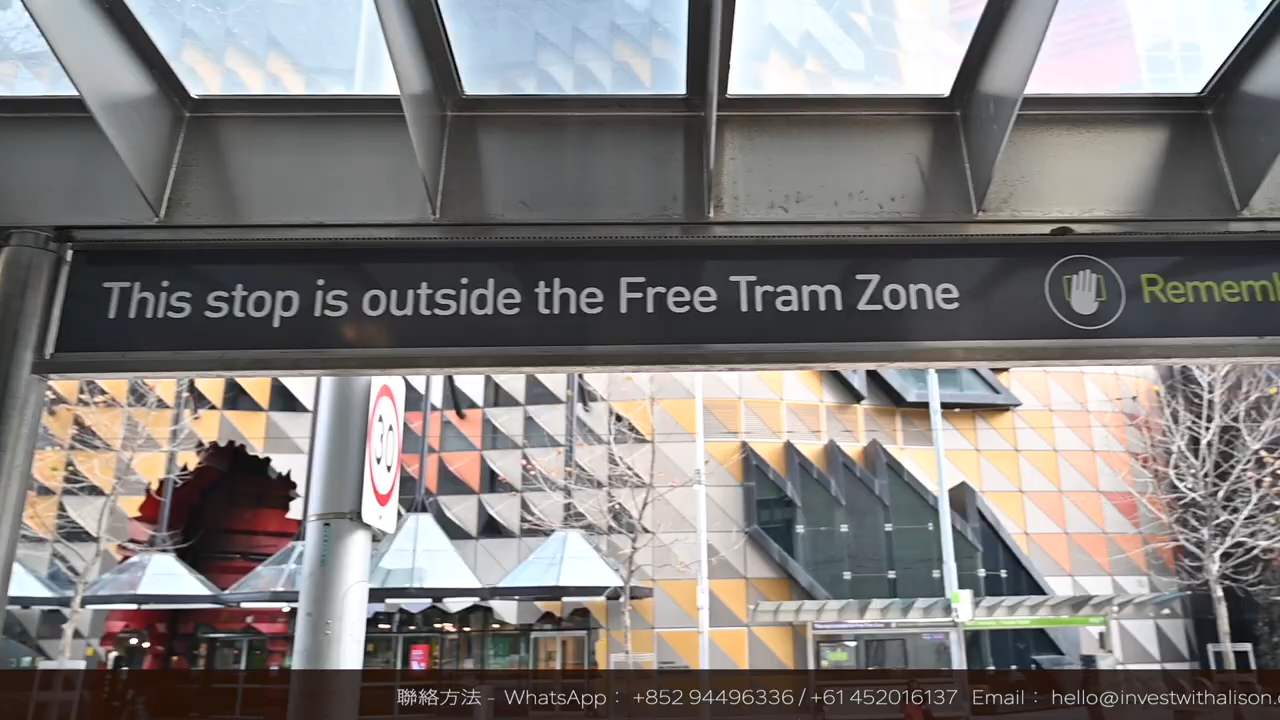 This stop is outside the Free Tram Zone
Rememb
30
聯絡方法 - WhatsApp： +852 94496336 / +61 452016137 Email： hello@investwithalison.